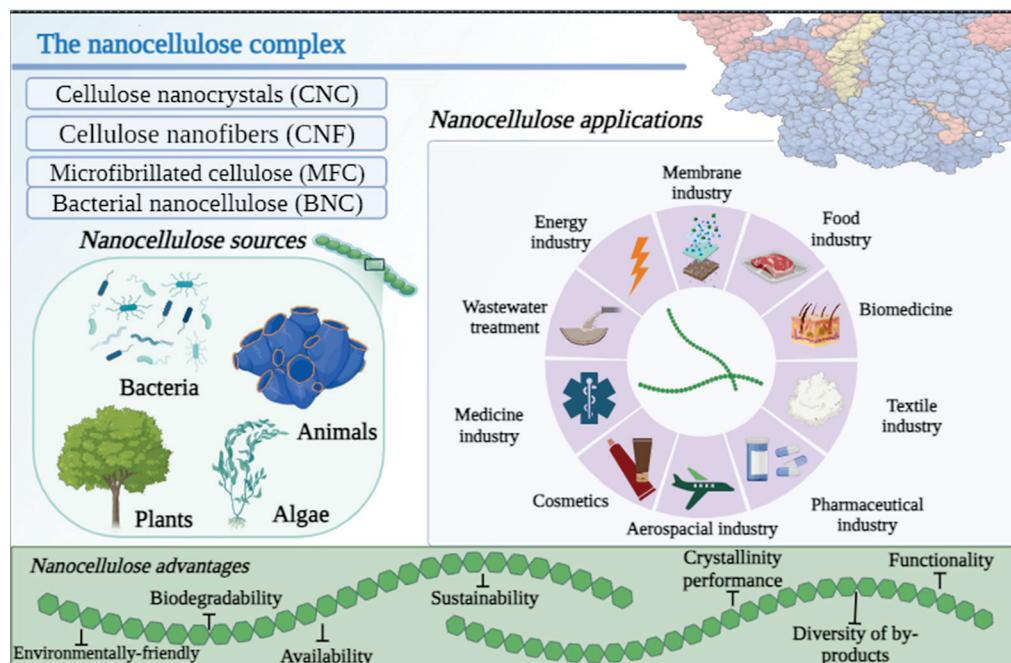 The nanocellulose complex
Cellulose nanocrystals (CNC)
Cellulose nanofibers (CNF)
Microfibrillated cellulose (MFC)
Bacterial nanocellulose (BNC)
Nanocellulose sources
Bacteria
Animals
Plants
Algae
Nanocellulose applications
Membrane
industry
Food
industry
Biomedicine
Textile
industry
Pharmaceutical
industry
Aerospacial industry
Cosmetics
Medicine
industry
Wastewater
treatment
Energy
industry
Nanocellulose advantages
Environmentally-friendly
Biodegradability
Availability
Sustainability
Crystallinity
performance
Diversity of by-
products
Functionality